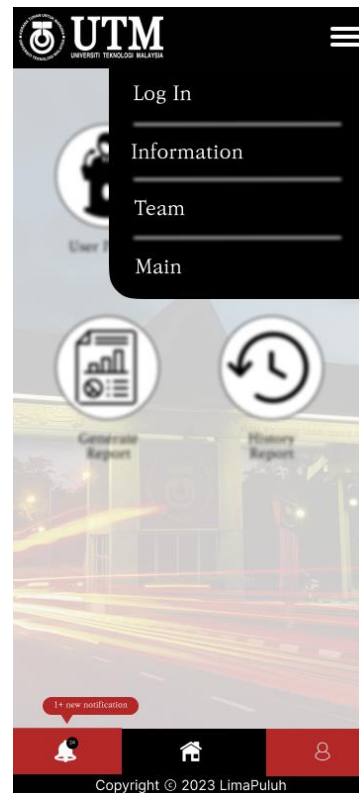 UTM
UNIVERSITI TEKNOLOGI MALAYSIA
Log In
Information
Team
Main
User
Generate
Report
History
Report
1+ new notification
Copyright © 2023 LimaPuluh